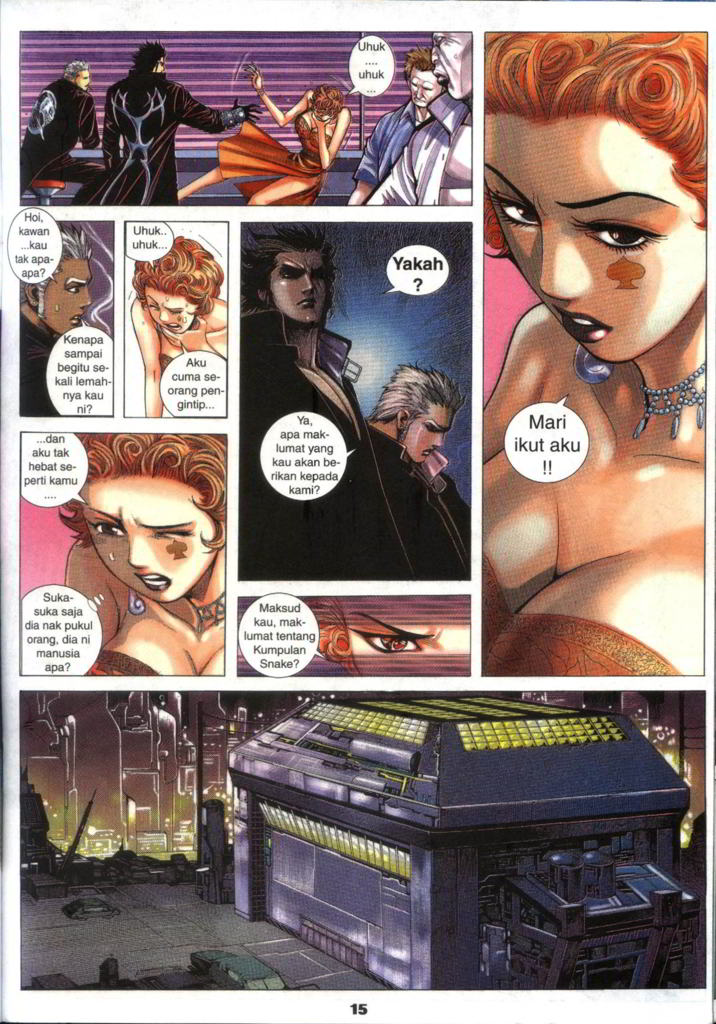 Uhuk
....
uhuk
...
Hoi,
kawan
...kau
tak apa-
apa?
Kenapa
sampai
begitu se-
kali lemah-
nya kau
ni?
Uhuk..
uhuk...
Aku
cuma se-
orang pen-
gintip...
...dan
aku tak
hebat se-
perti kamu
....
Suka-
suka saja
dia nak pukul
orang, dia ni
manusia
apa?
Yakah
?
Ya,
apa mak-
lumat yang
kau akan be-
rikan kepada
kami?
Maksud
kau, mak-
lumat tentang
Kumpulan
Snake?
Mari
ikut aku
!!
15